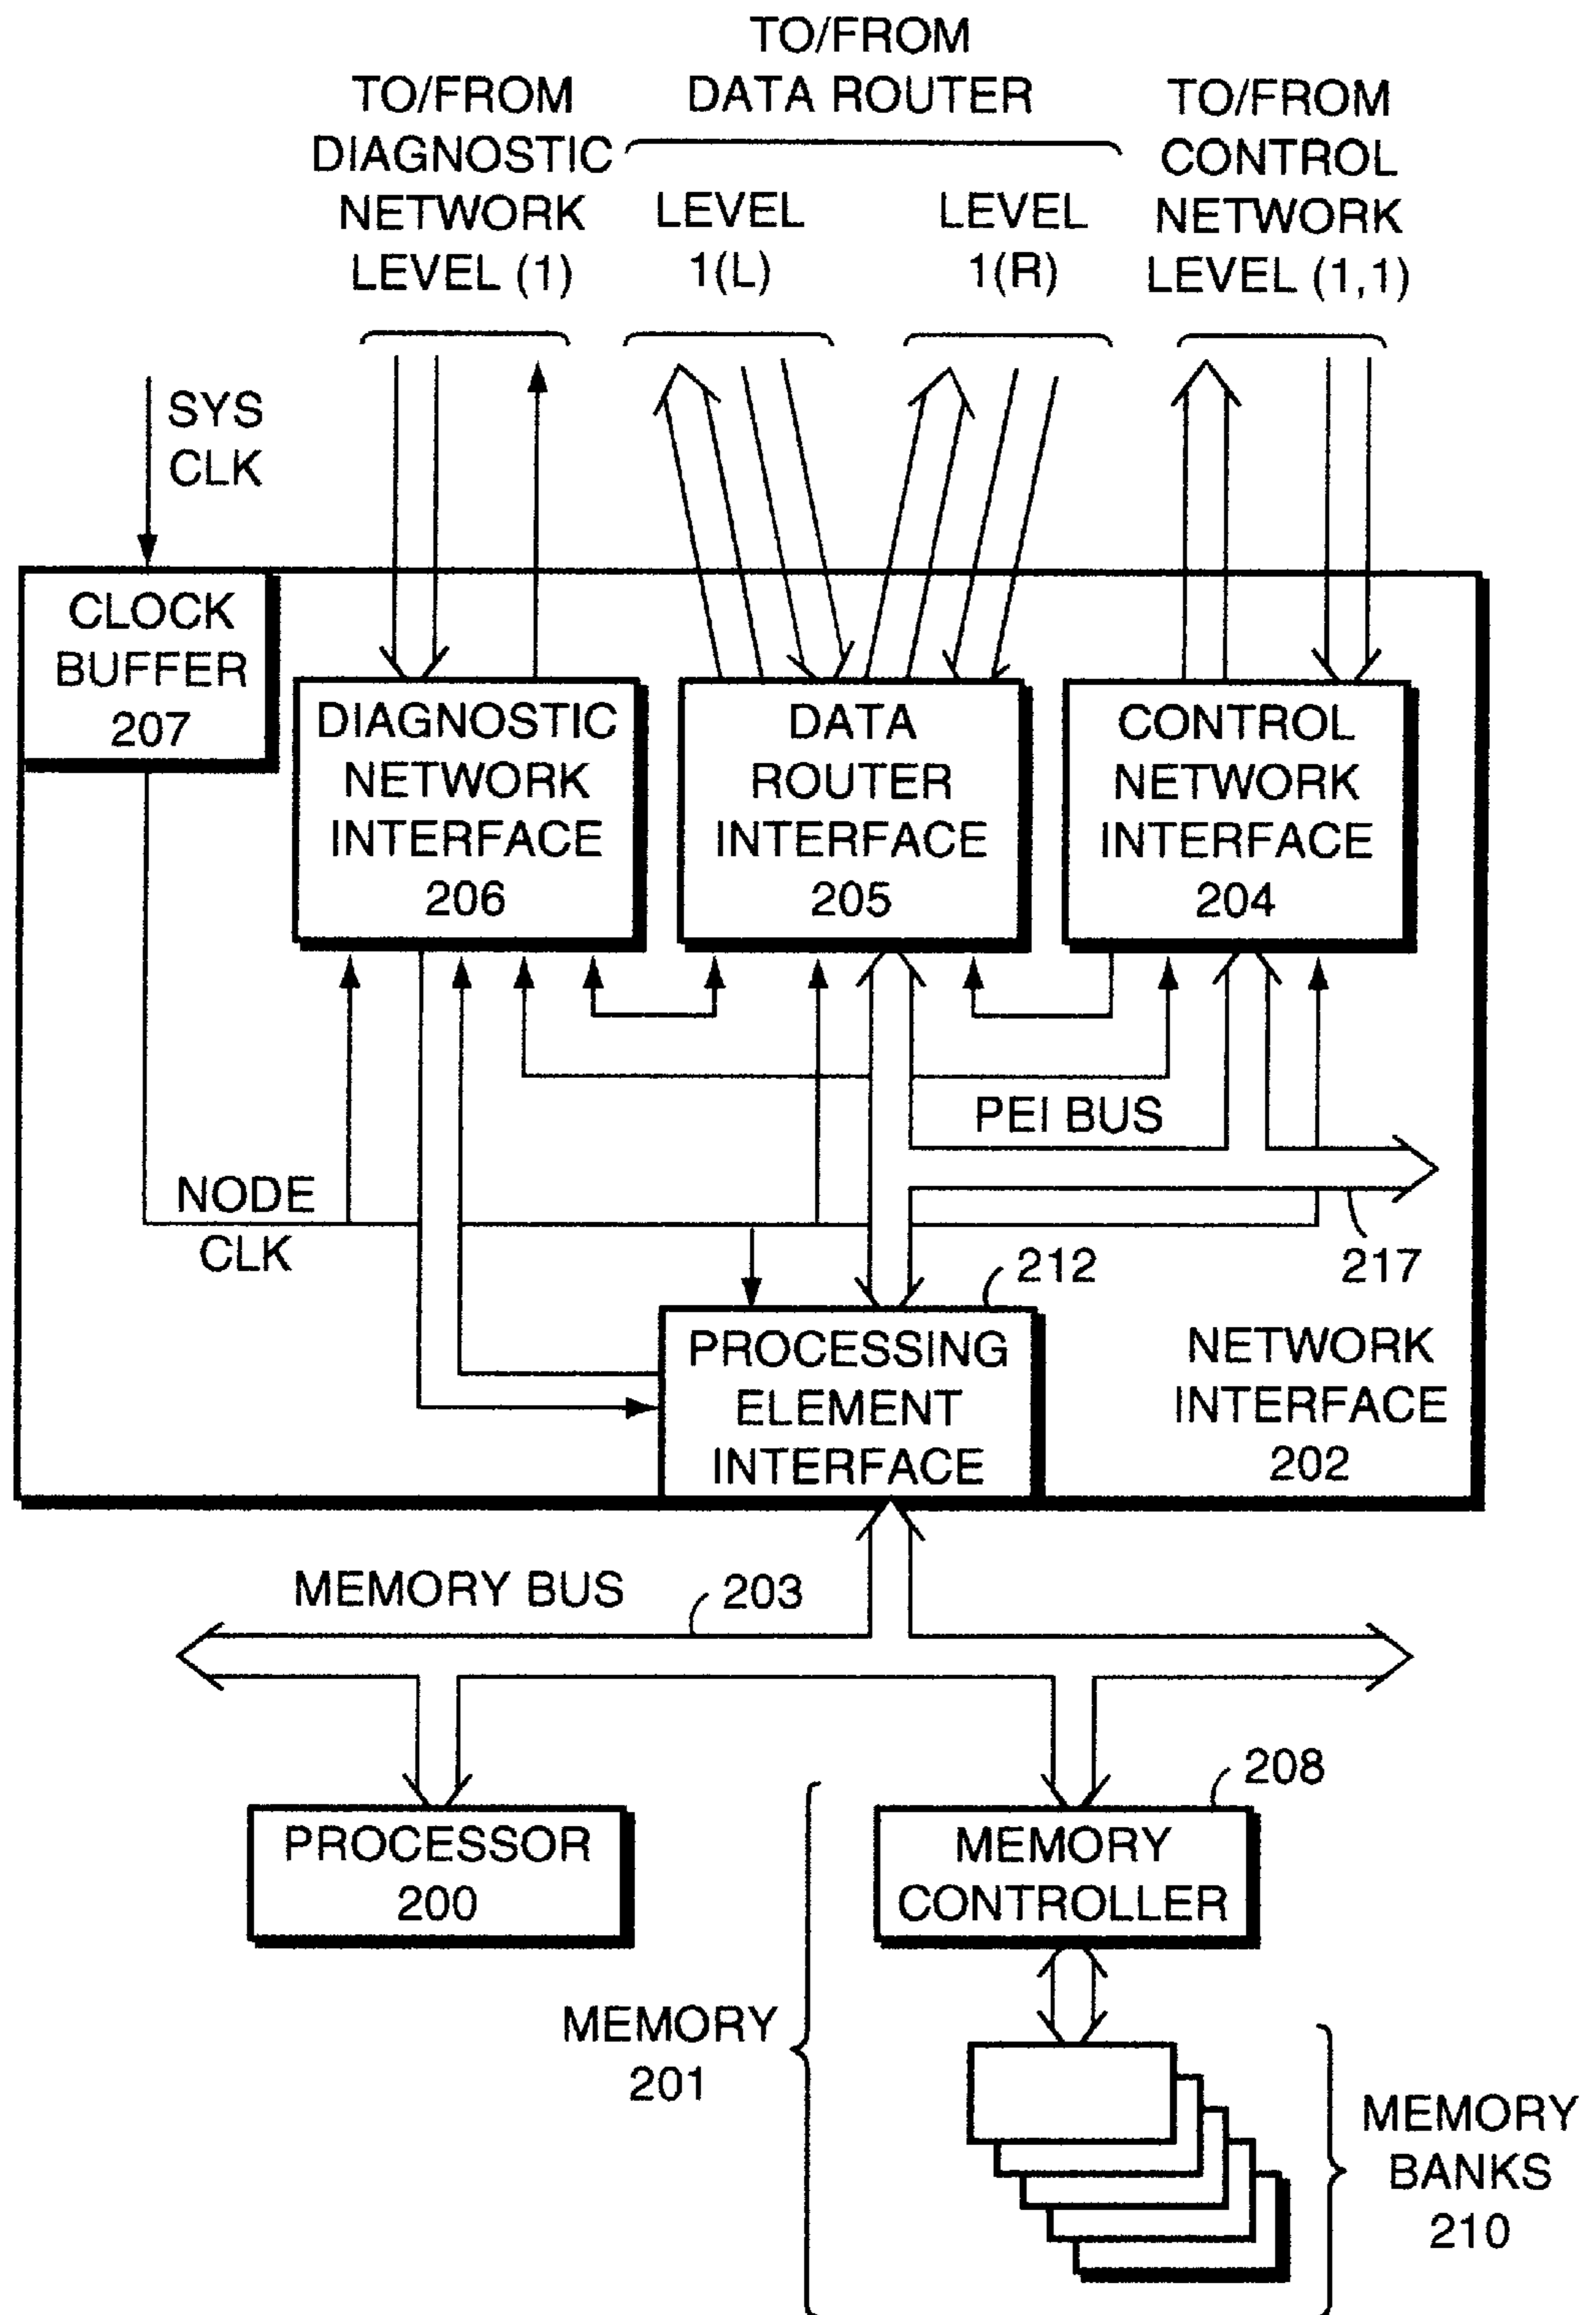 TO/FROM
DATA ROUTER
TO/FROM
DIAGNOSTIC
NETWORK
LEVEL (1)
LEVEL
1(L)
LEVEL
1(R)
TO/FROM
CONTROL
NETWORK
LEVEL (1,1)
SYS
CLK
CLOCK
BUFFER
207
DIAGNOSTIC
NETWORK
INTERFACE
206
DATA
ROUTER
INTERFACE
205
CONTROL
NETWORK
INTERFACE
204
PEI BUS
NODE
CLK
217
212
PROCESSING
ELEMENT
INTERFACE
NETWORK
INTERFACE
202
MEMORY BUS
203
208
PROCESSOR
200
MEMORY
CONTROLLER
MEMORY
201
MEMORY
BANKS
210